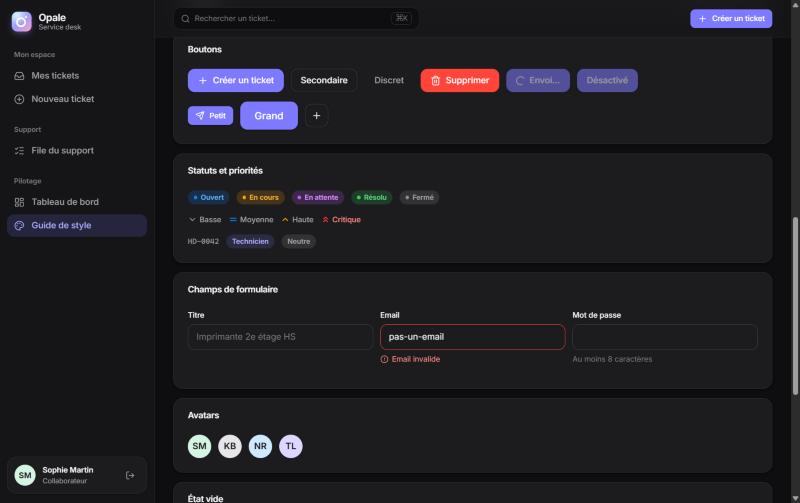 Opale
Service desk
Rechercher un ticket...
⌘X
+ Créer un ticket
Mon espace
Mes tickets
Nouveau ticket
Support
File du support
Pilotage
Tableau de bord
Guide de style
Boutons
+ Créer un ticket
Secondaire
Discret
Supprimer
Envoi...
Désactivé
Petit
Grand
+
Statuts et priorités
Ouvert
En cours
En attente
Résolu
Fermé
Basse
Moyenne
Haute
Critique
HD-0042
Technicien
Neutre
Champs de formulaire
Titre
Email
Mot de passe
Imprimante 2e étage HS
pas-un-email
Email invalide
Au moins 8 caractères
Avatars
SM
KB
NR
TL
État vide
SM
Sophie Martin
Collaborateur